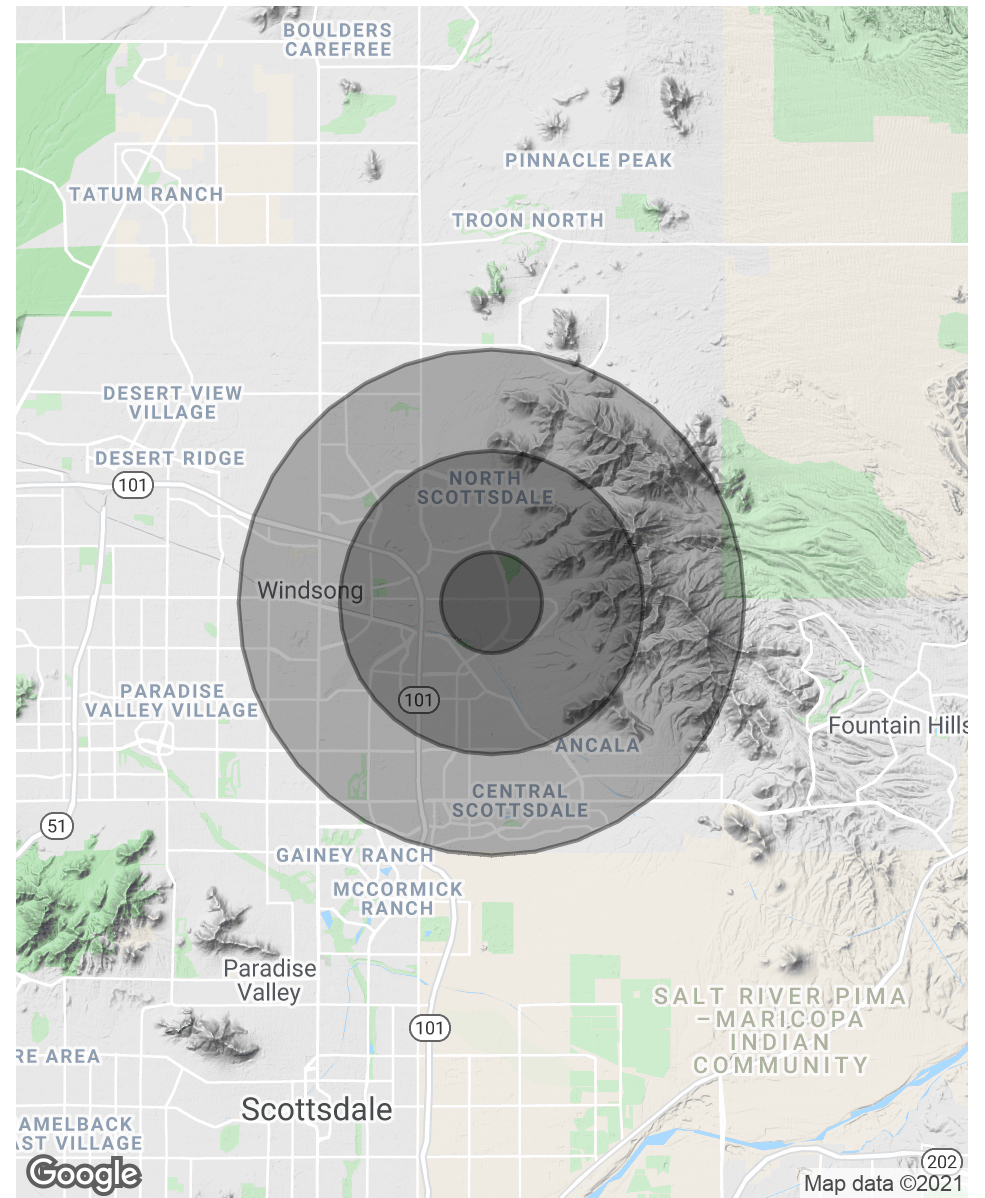 BOULDERS
CAREFREE
PINNACLE PEAK
TATUM RANCH
TROON NORTH
DESERT VIEW
VILLAGE
DESERT RIDGE
101
NORTH
SCOTTSDALE
Windsong
PARADISE
VALLEY VILLAGE
101
Fountain Hills
ANCALA
CENTRAL
SCOTTSDALE
51
GAINEY RANCH
MCCORMICK
RANCH
Paradise
Valley
SALT RIVER PIMA
–MARICOPA
INDIAN
COMMUNITY
101
RE AREA
Scottsdale
AMELBACK
AST VILLAGE
202
Google
Map data ©2021